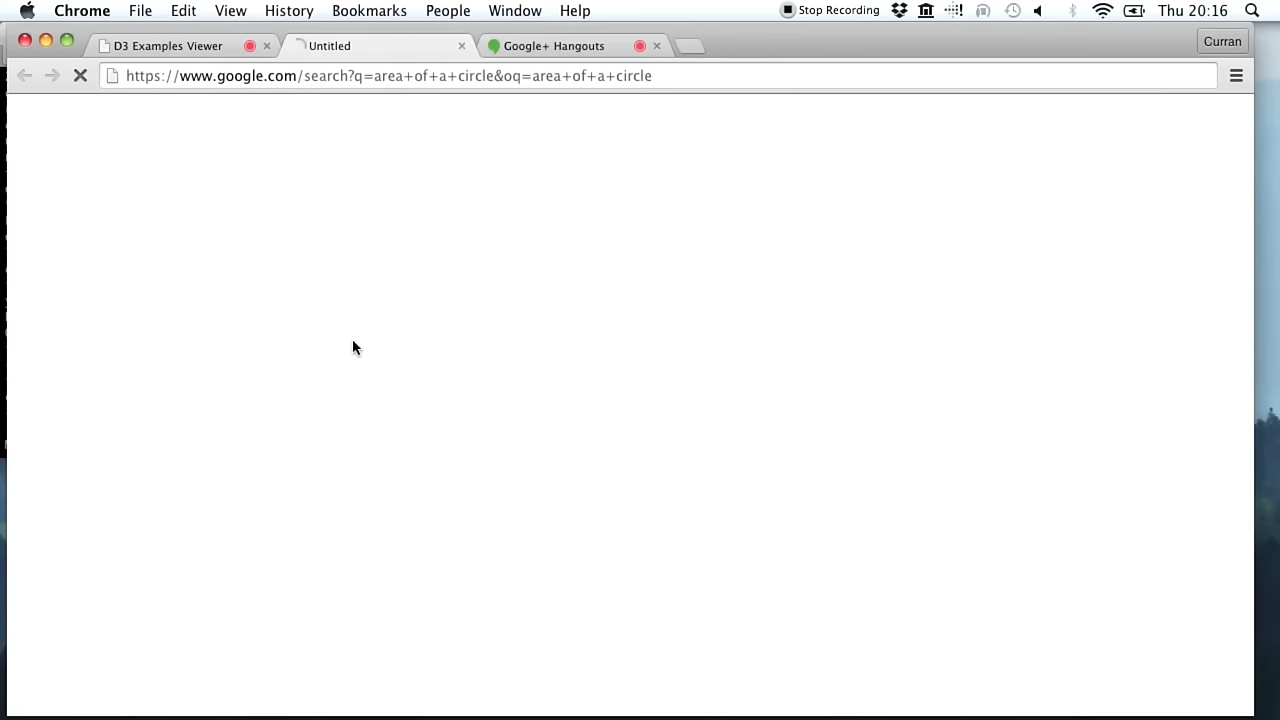 Chrome File Edit View History Bookmarks People Window Help Stop Recording Thu 20:16
D3 Examples Viewer Untitled Google+ Hangouts Curran
https://www.google.com/search?q=area+of+a+circle&oq=area+of+a+circle